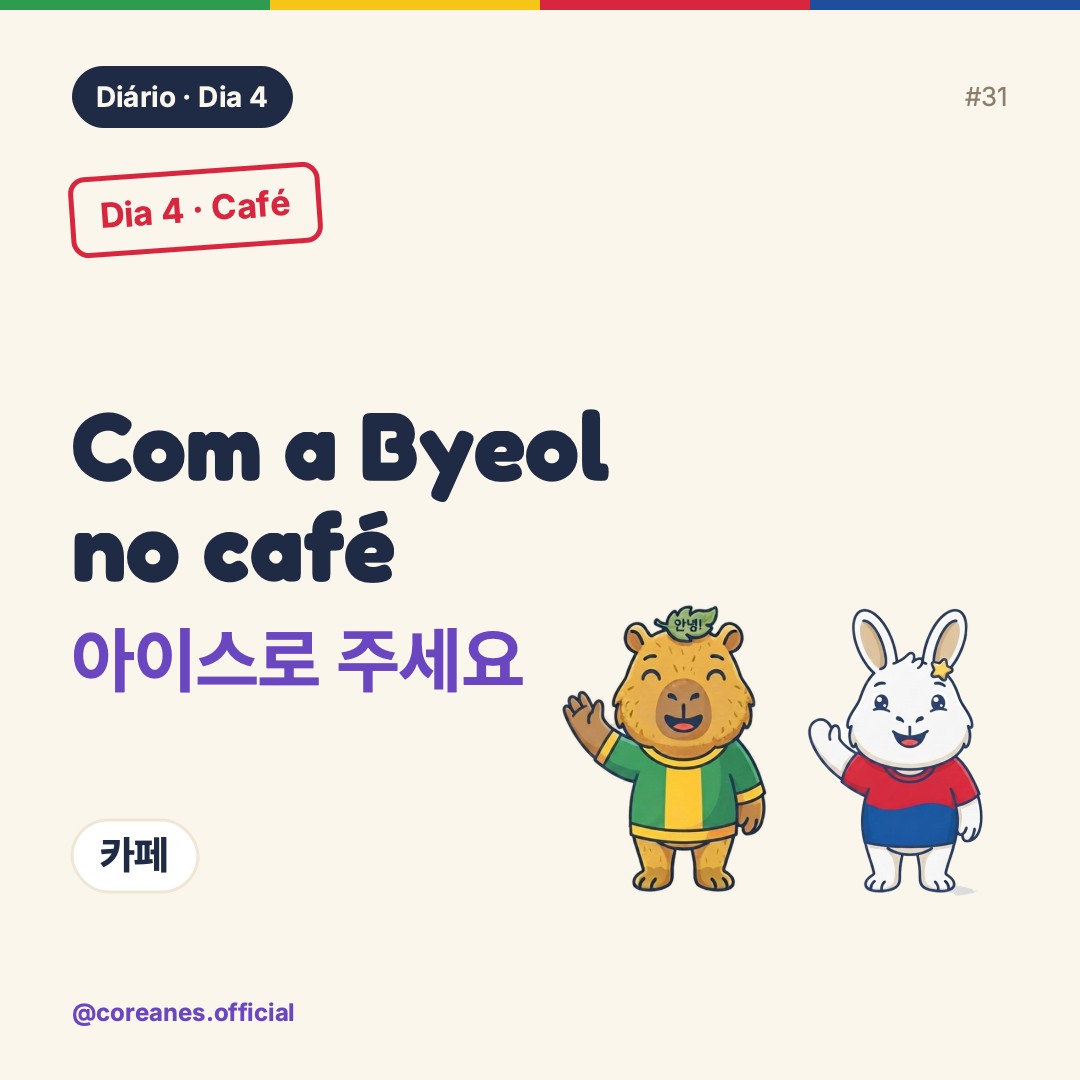 Diário · Dia 4
#31
Dia 4 · Café
Com a Byeol
no café
아이스로 주세요
안녕!
카페
@coreanes.official